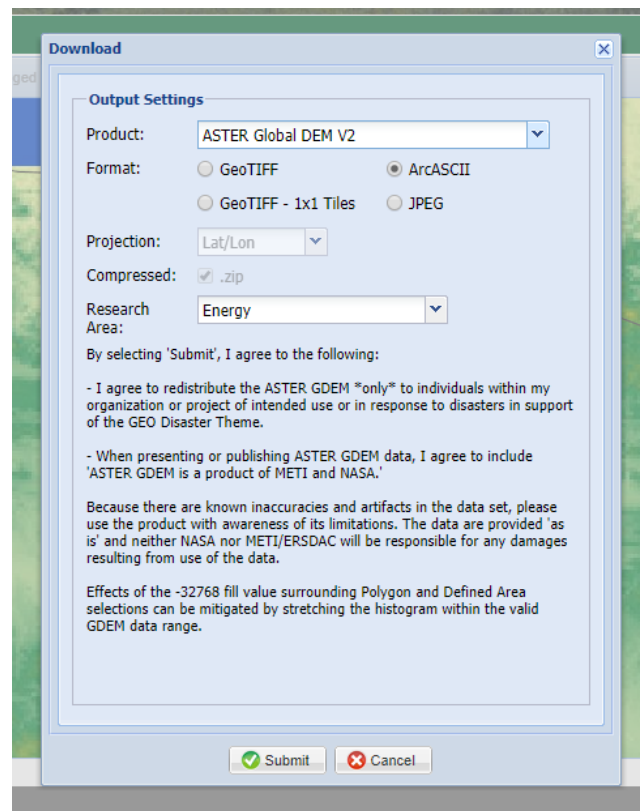 Download
aged
Output Settings
Product: ASTER Global DEM V2
Format: GeoTIFF ArcASCII
GeoTIFF - 1x1 Tiles JPEG
Projection: Lat/Lon
Compressed: .zip
Research
Area: Energy
By selecting 'Submit', I agree to the following:
- I agree to redistribute the ASTER GDEM *only* to individuals within my
organization or project of intended use or in response to disasters in support
of the GEO Disaster Theme.
- When presenting or publishing ASTER GDEM data, I agree to include
'ASTER GDEM is a product of METI and NASA.'
Because there are known inaccuracies and artifacts in the data set, please
use the product with awareness of its limitations. The data are provided 'as
is' and neither NASA nor METI/ERSDAC will be responsible for any damages
resulting from use of the data.
Effects of the -32768 fill value surrounding Polygon and Defined Area
selections can be mitigated by stretching the histogram within the valid
GDEM data range.
Submit Cancel